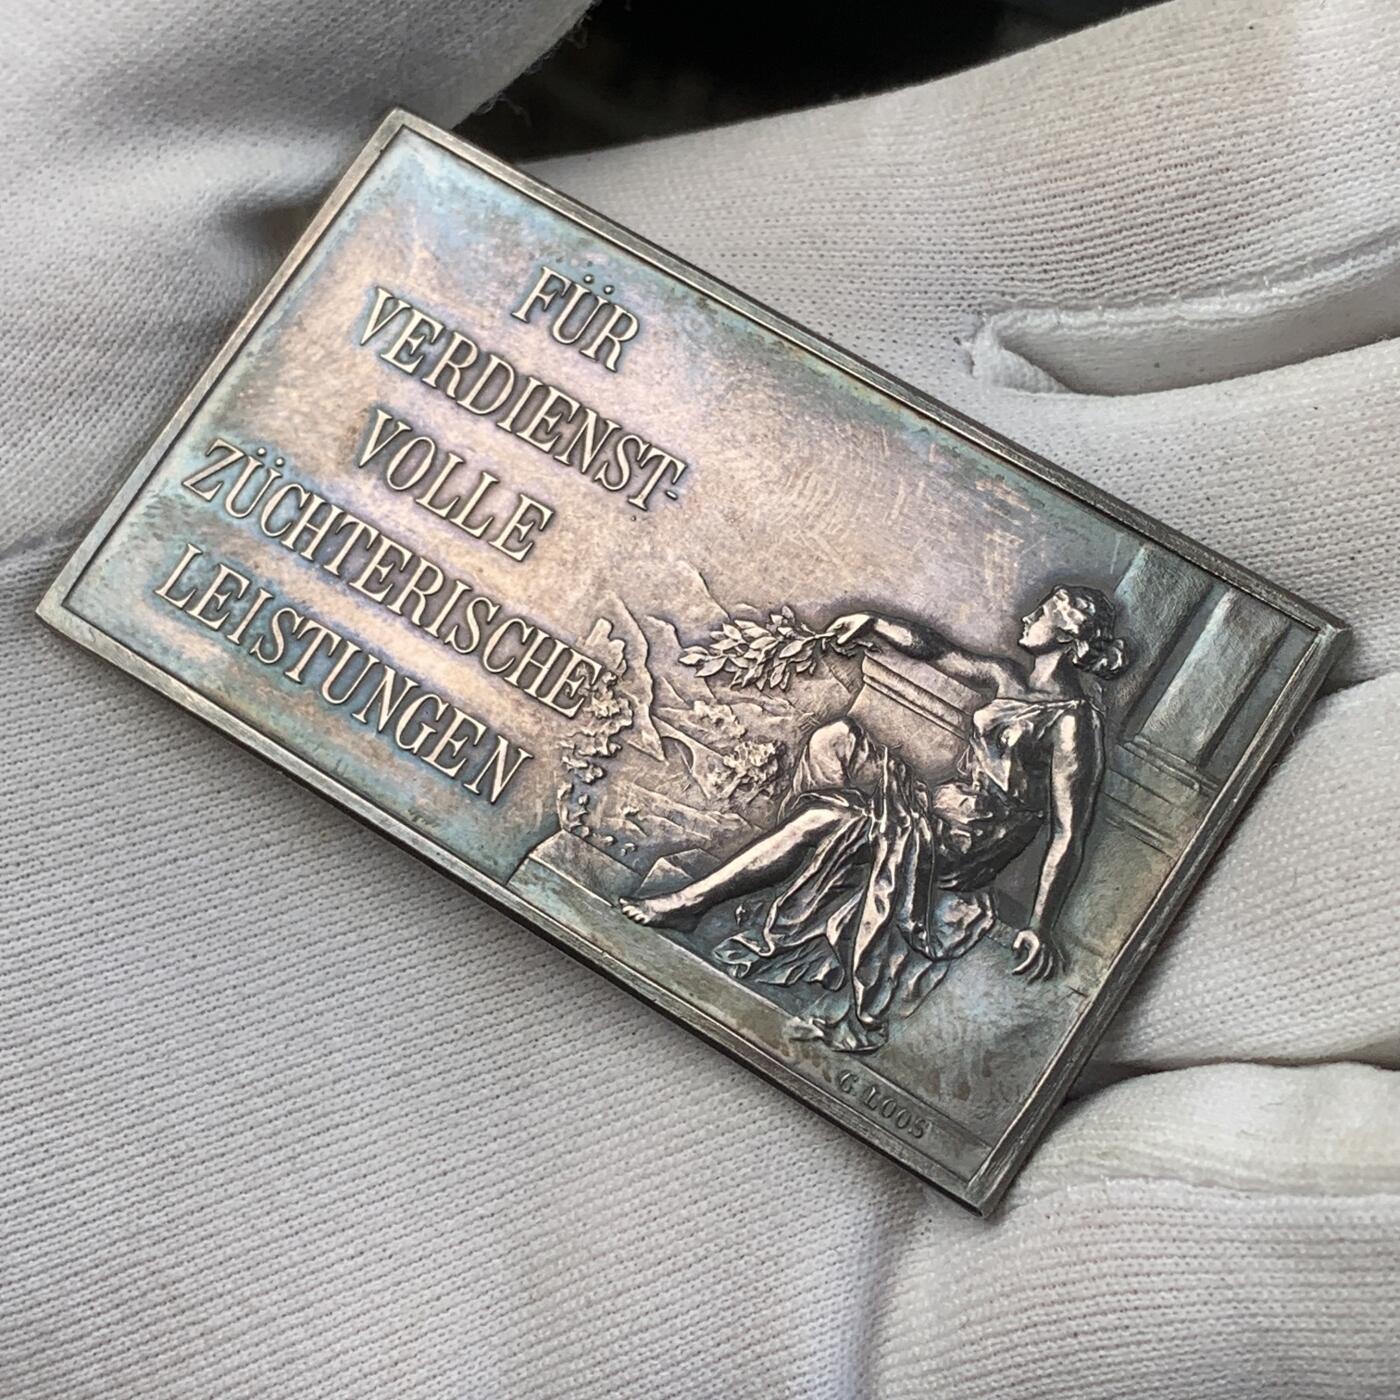 FÜR
VERDIENST-
VOLLE
ZÜCHTERISCHE
LEISTUNGEN
G. LOOS